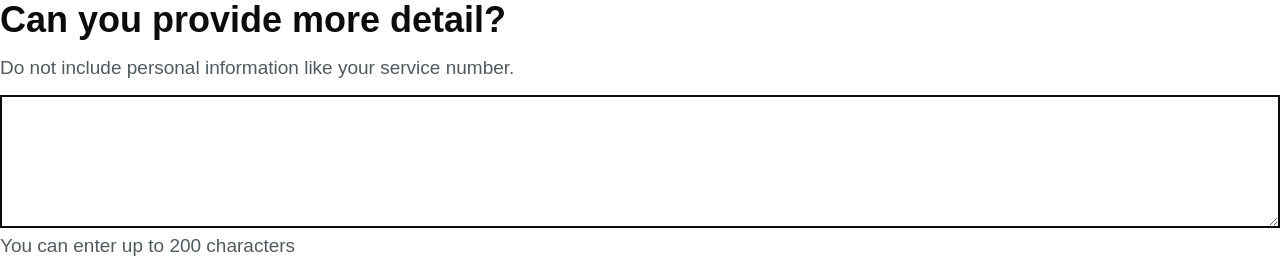 Can you provide more detail?
Do not include personal information like your service number.
You can enter up to 200 characters